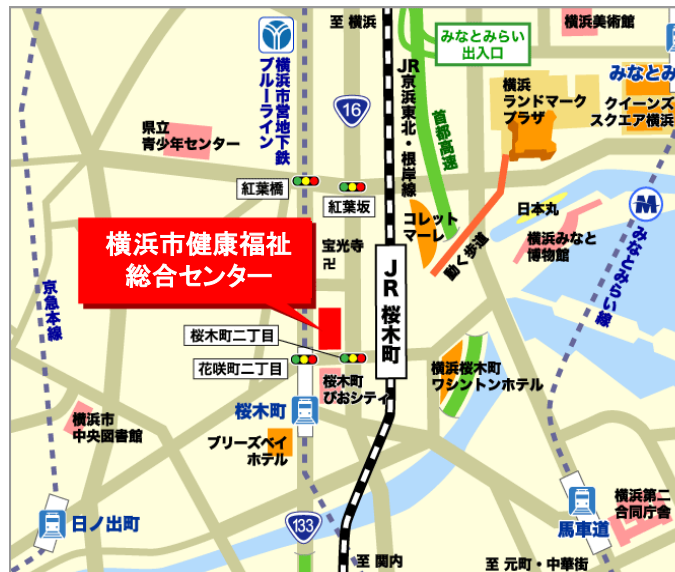 至 横浜
みなとみらい
出入口
横浜美術館
みなとみ
横浜市営地下鉄
ブルーライン
16
JR京浜東北・根岸線
首都高速
横浜
ランドマーク
プラザ
クイーンズ
スクエア横浜
県立
青少年センター
紅葉橋
紅葉坂
コレット
マーレ
日本丸
M
横浜みなと
博物館
動く歩道
みなとみらい線
横浜市健康福祉
総合センター
宝光寺
卍
JR 桜木町
京急本線
桜木町二丁目
花咲町二丁目
桜木町
ぴおシティ
横浜桜木町
ワシントンホテル
桜木町
横浜市
中央図書館
ブリーズベイ
ホテル
日ノ出町
133
馬車道
横浜第二
合同庁舎
至 関内
至 元町・中華街